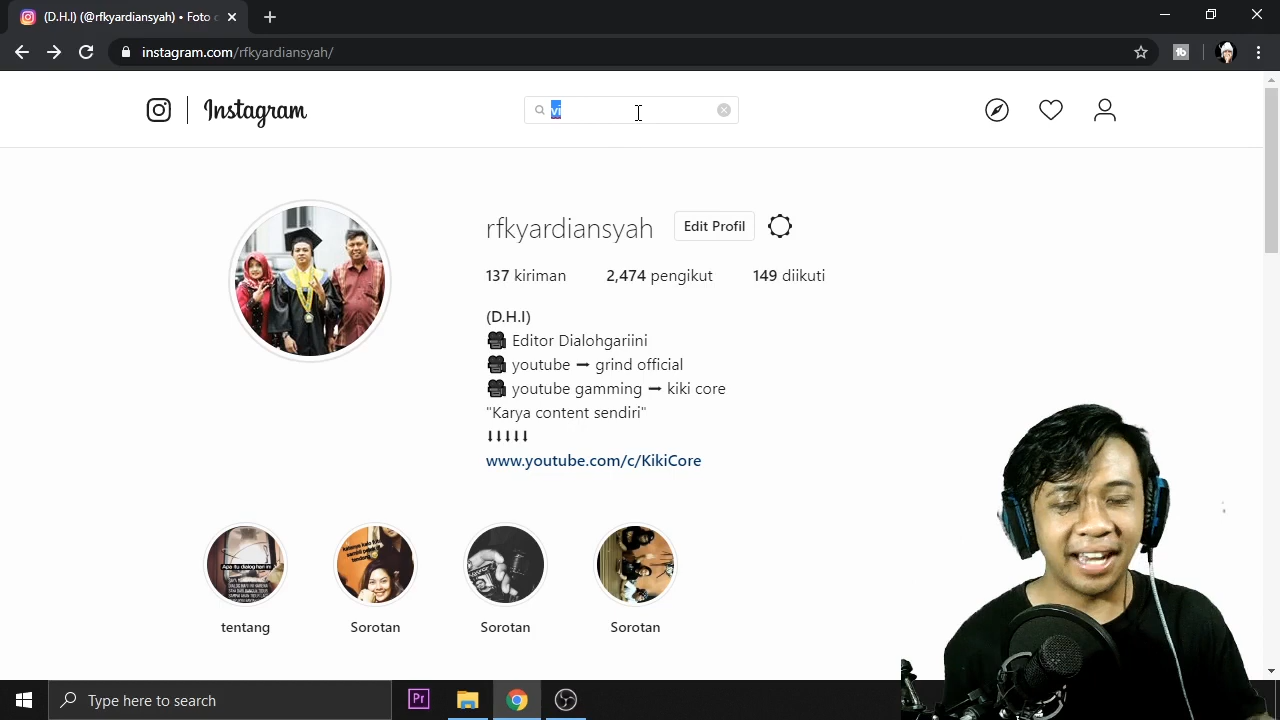 (D.H.I) (@rfkyardiansyah) • Foto
instagram.com/rfkyardiansyah/
Instagram
vi
rfkyardiansyah
Edit Profil
137 kiriman 2,474 pengikut 149 diikuti
(D.H.I)
🎥 Editor Dialohgariini
🎥 youtube ➡ grind official
🎥 youtube gamming ➡ kiki core
"Karya content sendiri"
⬇⬇⬇⬇⬇
www.youtube.com/c/KikiCore
tentang
Sorotan
Sorotan
Sorotan
Type here to search
Pr